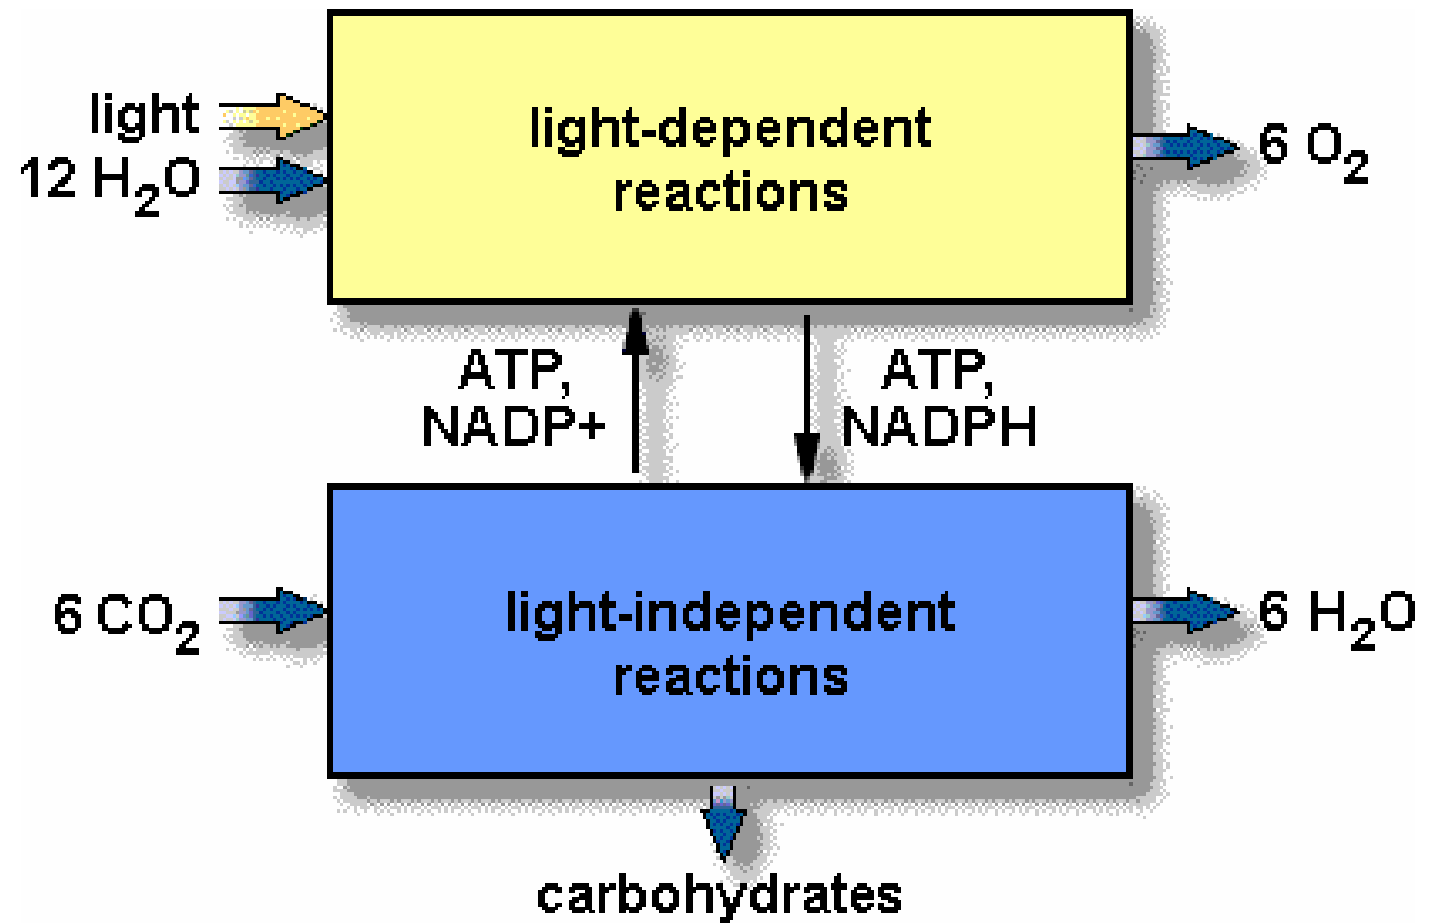 light
12 H₂O
light-dependent
reactions
6 O₂
ATP,
NADP+
ATP,
NADPH
6 CO₂
light-independent
reactions
6 H₂O
carbohydrates